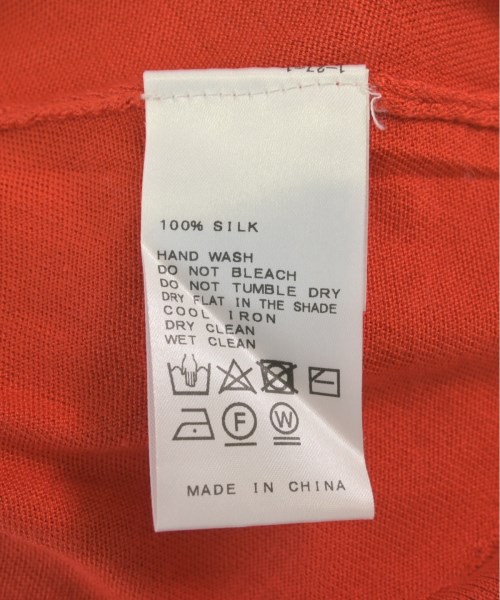 100% SILK
HAND WASH
DO NOT BLEACH
DO NOT TUMBLE DRY
DRY FLAT IN THE SHADE
COOL IRON
DRY CLEAN
WET CLEAN
F W
MADE IN CHINA